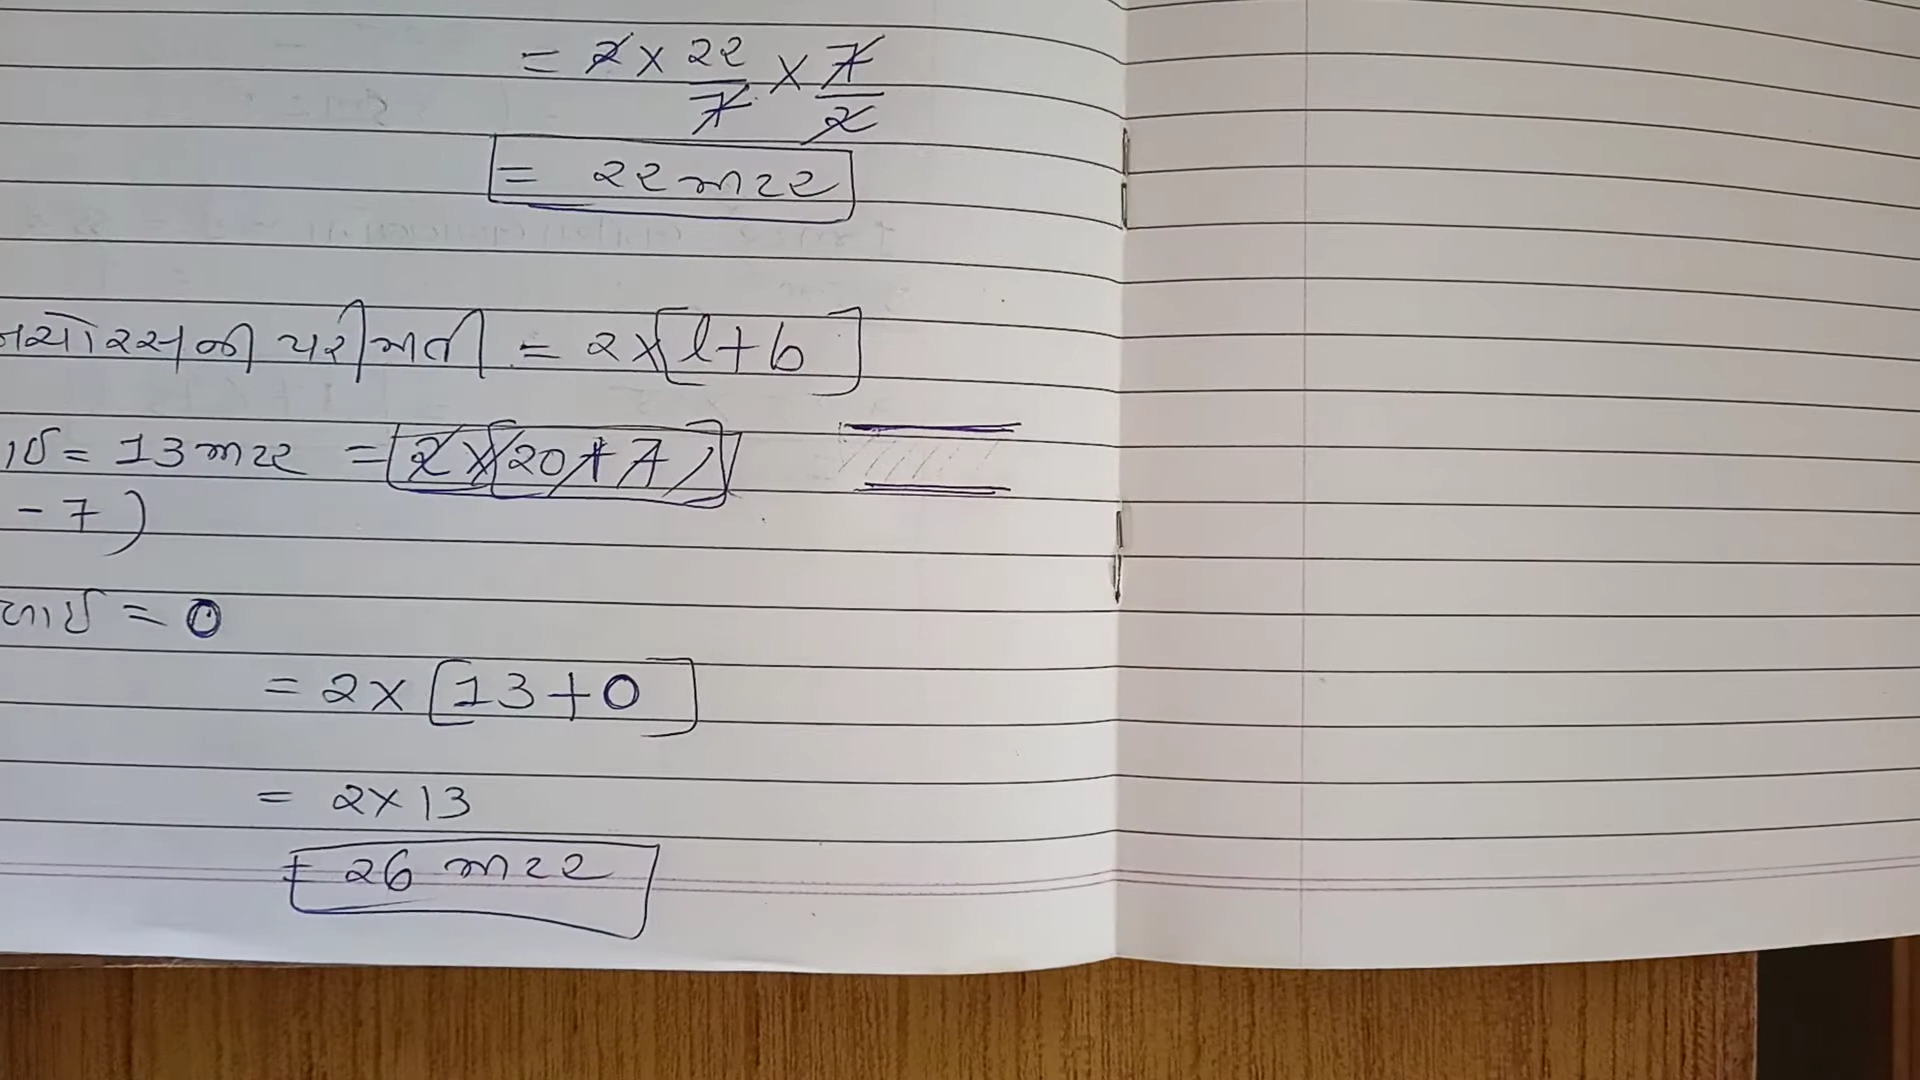 = 2 × 22/7 × 7/2
= 22 મીટર
લંબચોરસની પરીમીતી = 2×[l+b]
= 13 મીટર = 2×[20+7]
-7)
= 0
= 2× [13+0]
= 2×13
= 26 મીટર